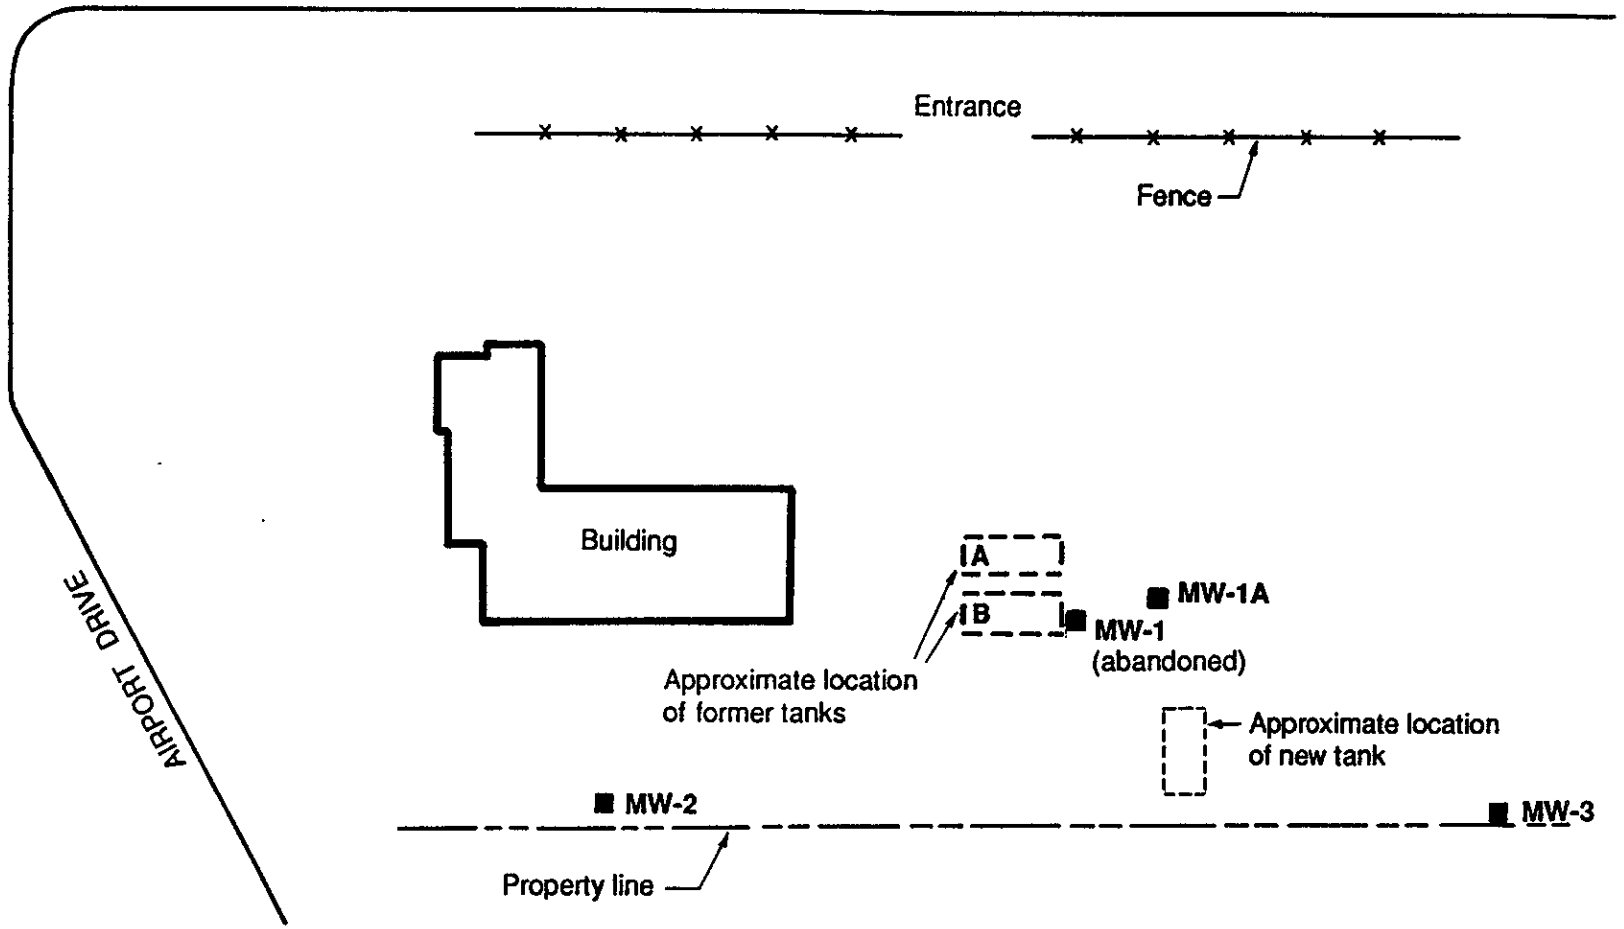 Entrance
Fence
Building
A
B
MW-1A
MW-1
(abandoned)
Approximate location
of former tanks
Approximate location
of new tank
AIRPORT DRIVE
MW-2
MW-3
Property line